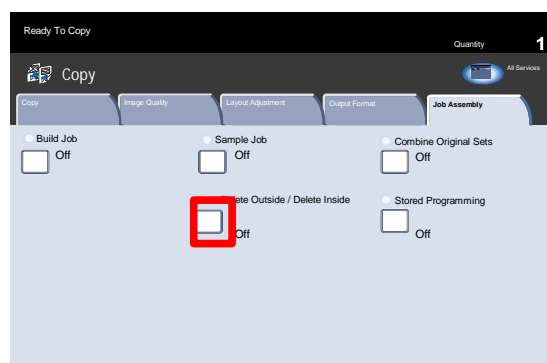 Ready To Copy
Quantity 1
Copy
All Services
Copy
Image Quality
Layout Adjustment
Output Format
Job Assembly
Build Job
Off
Sample Job
Off
Combine Original Sets
Off
Outside / Delete Inside
Off
Stored Programming
Off